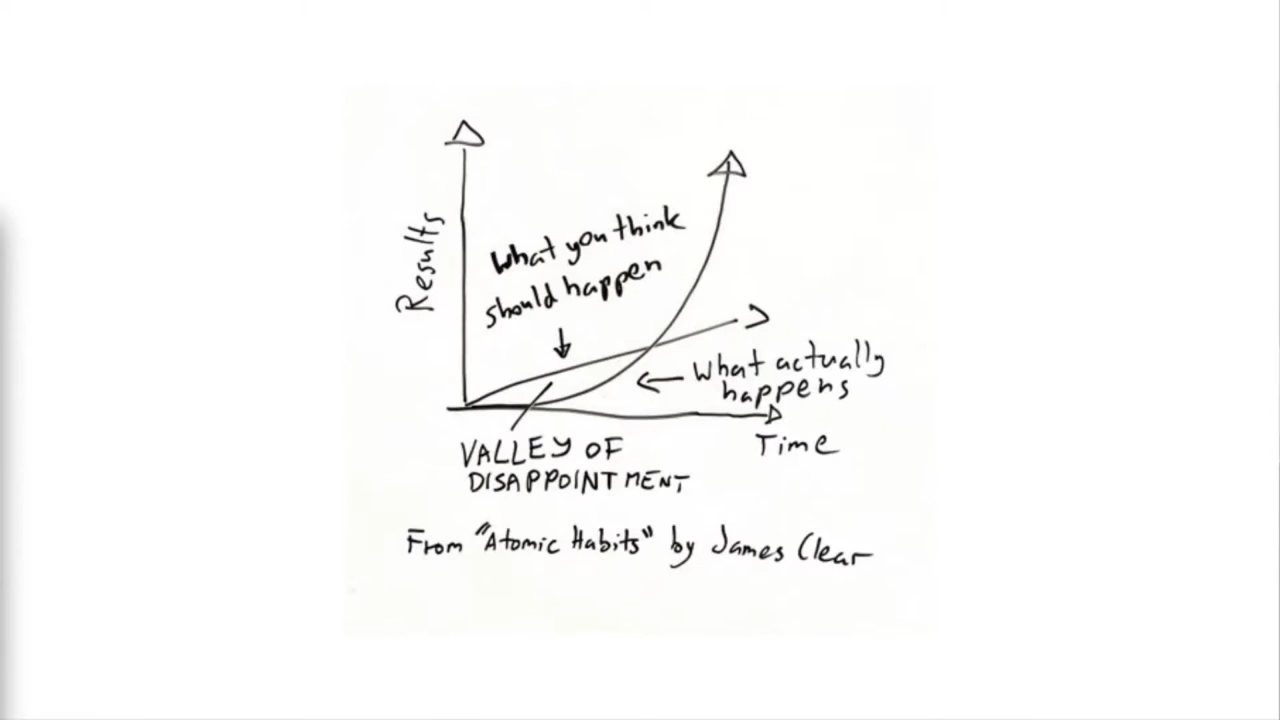 Results
What you think
should happen
What actually
happens
Time
VALLEY OF
DISAPPOINTMENT
From "Atomic Habits" by James Clear